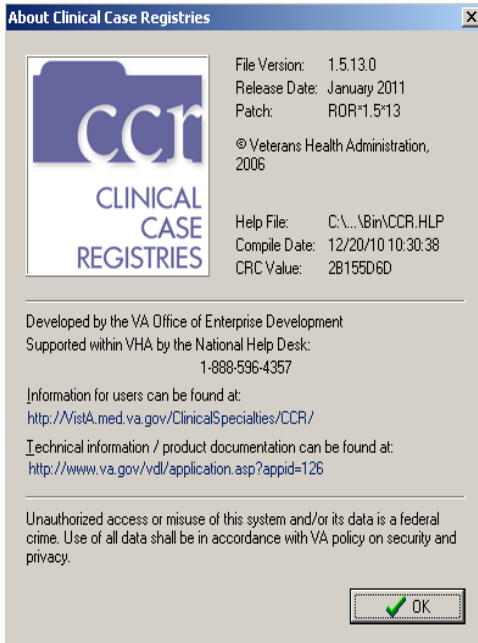 About Clinical Case Registries
ccr
CLINICAL
CASE
REGISTRIES
File Version: 1.5.13.0
Release Date: January 2011
Patch: ROR*1.5*13
© Veterans Health Administration,
2006
Help File: C:\...\Bin\CCR.HLP
Compile Date: 12/20/10 10:30:38
CRC Value: 2B155D6D
Developed by the VA Office of Enterprise Development
Supported within VHA by the National Help Desk:
1-888-596-4357
Information for users can be found at:
http://VistA.med.va.gov/ClinicalSpecialties/CCR/
Technical information / product documentation can be found at:
http://www.va.gov/vdl/application.asp?appid=126
Unauthorized access or misuse of this system and/or its data is a federal
crime. Use of all data shall be in accordance with VA policy on security and
privacy.
OK